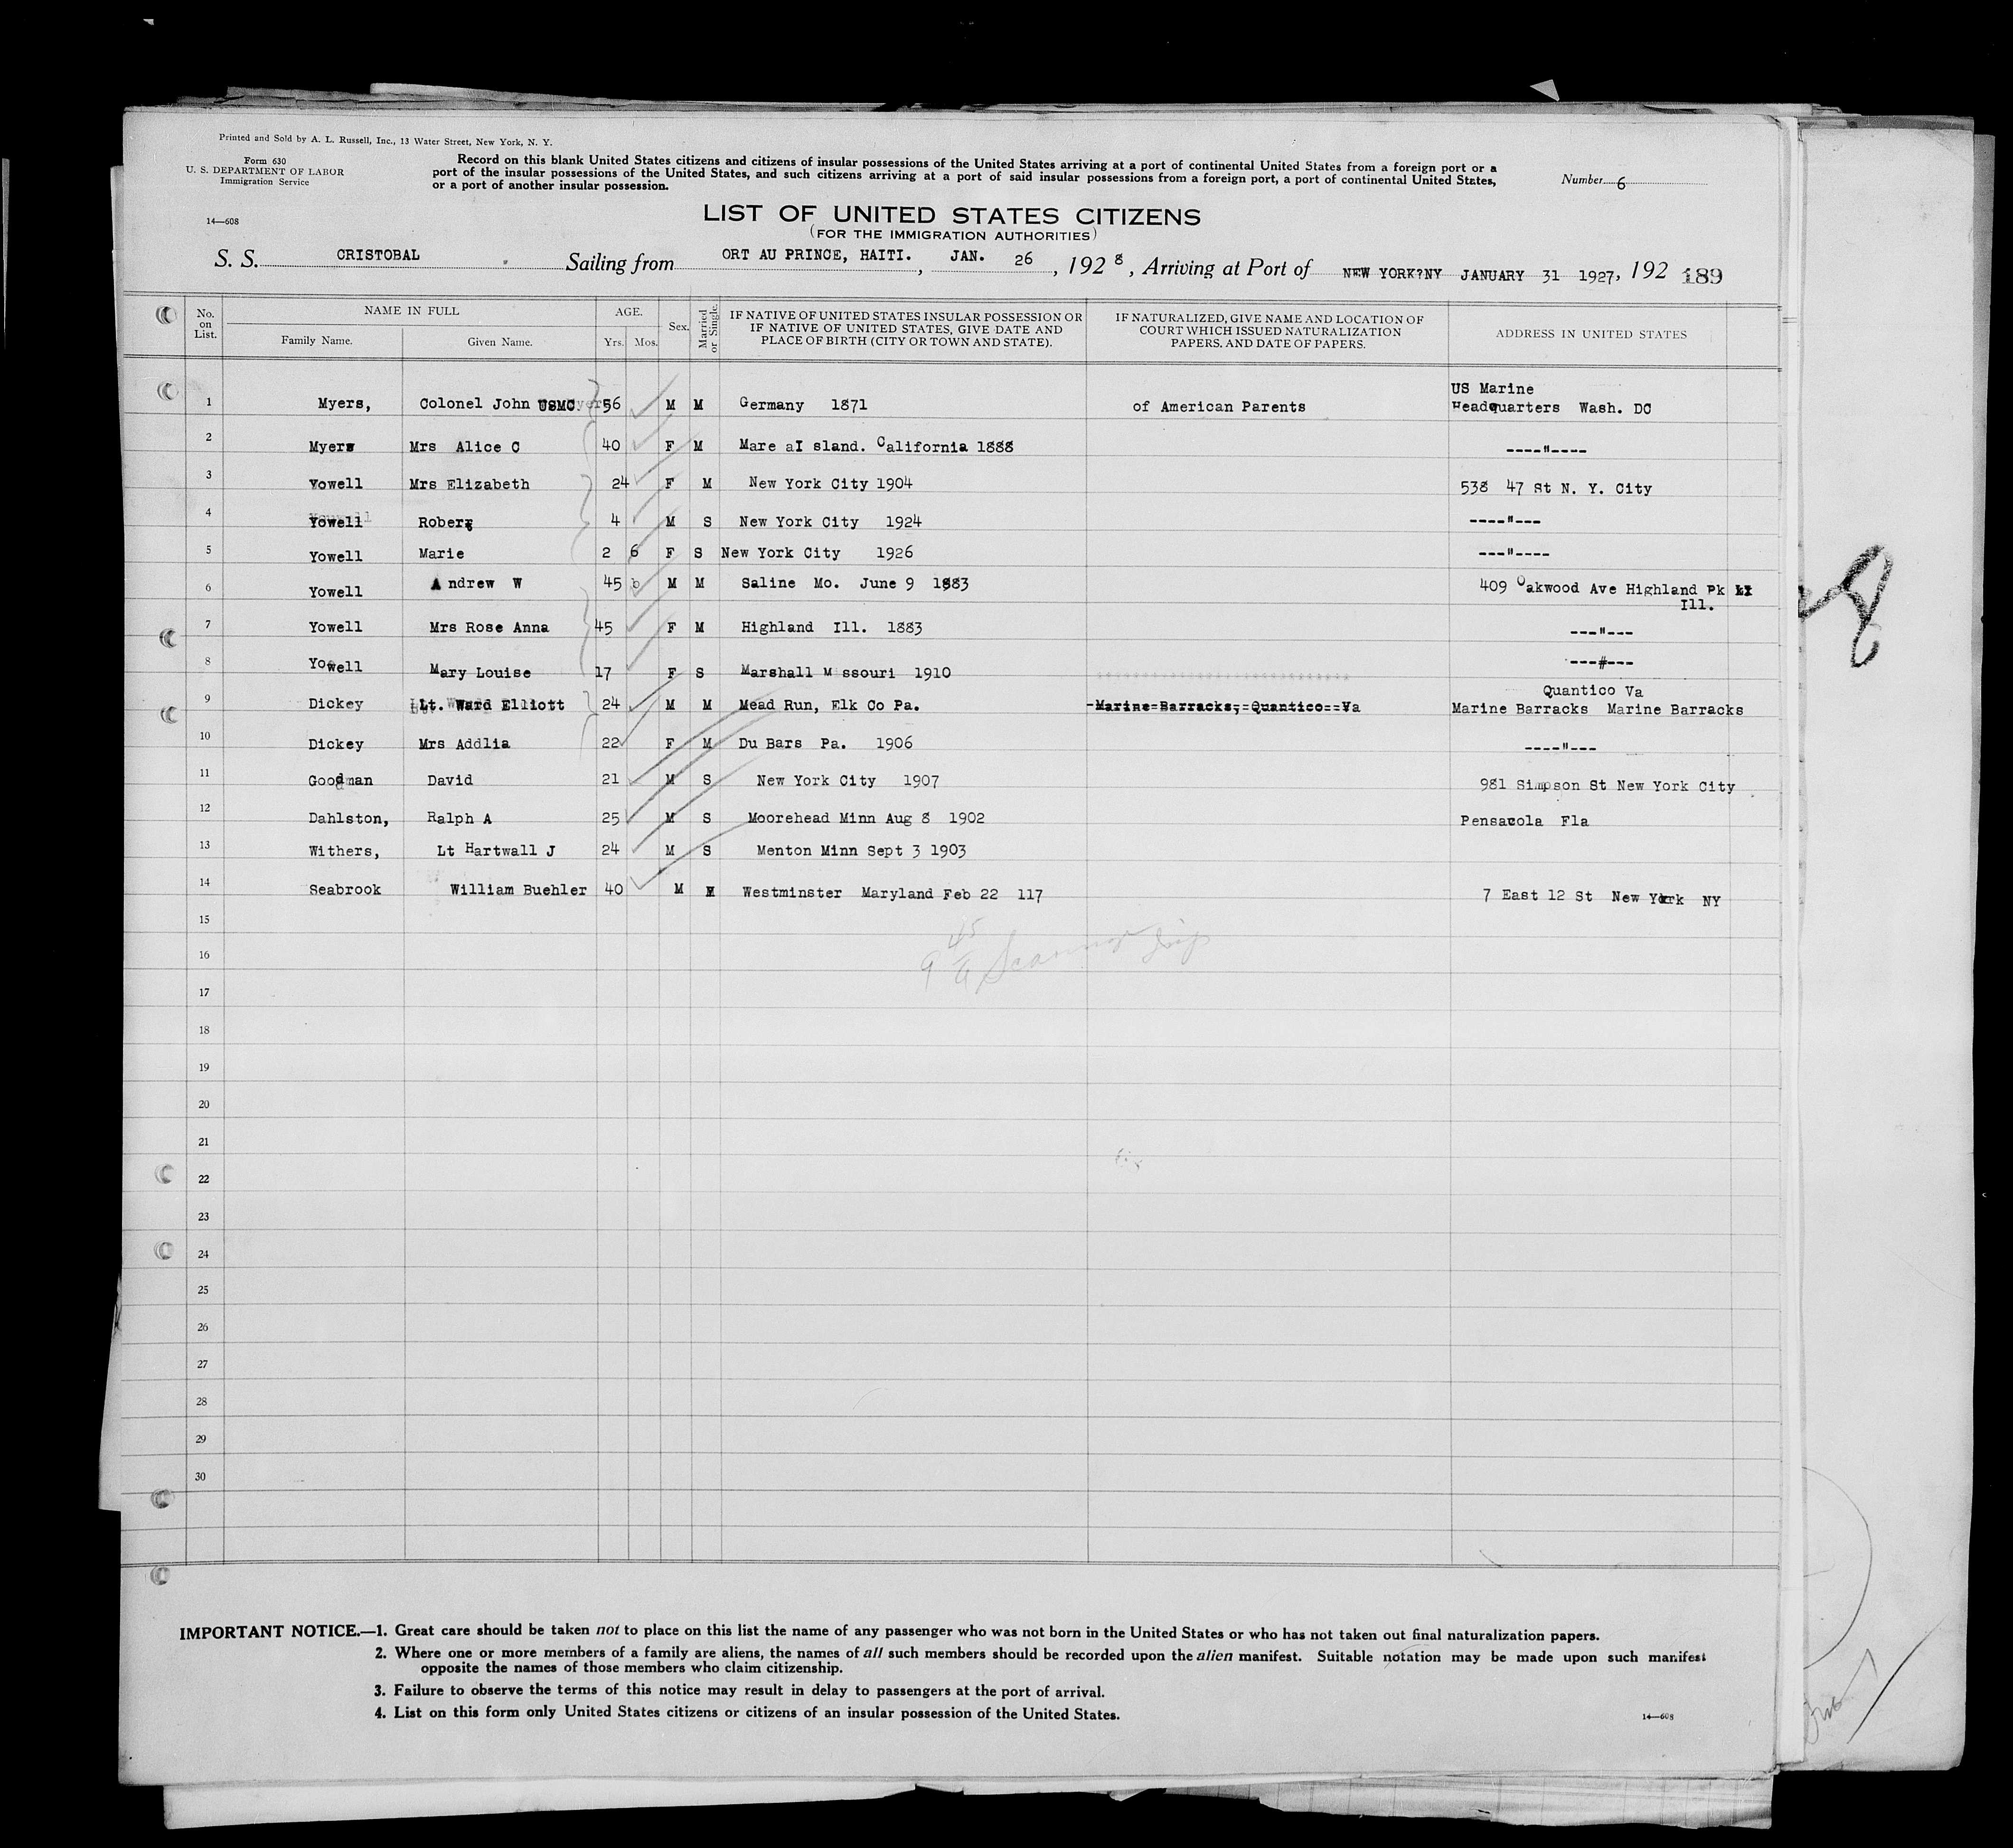 Printed and Sold by A. L. Russell, Inc., 13 Water Street, New York, N. Y.
Form 630
U. S. DEPARTMENT OF LABOR
Immigration Service
14—608
Record on this blank United States citizens and citizens of insular possessions of the United States arriving at a port of continental United States from a foreign port or a
port of the insular possessions of the United States, and such citizens arriving at a port of said insular possessions from a foreign port, a port of continental United States,
or a port of another insular possession.
Number 6
LIST OF UNITED STATES CITIZENS
(FOR THE IMMIGRATION AUTHORITIES)
S. S. CRISTOBAL Sailing from ORT AU PRINCE, HAITI. , JAN. 26 , 192 8 , Arriving at Port of NEW YORK?NY JANUARY 31 1927, 192 189
No. on List. NAME IN FULL AGE. Sex. Married or Single. IF NATIVE OF UNITED STATES INSULAR POSSESSION OR IF NATIVE OF UNITED STATES, GIVE DATE AND PLACE OF BIRTH (CITY OR TOWN AND STATE). IF NATURALIZED, GIVE NAME AND LOCATION OF COURT WHICH ISSUED NATURALIZATION PAPERS, AND DATE OF PAPERS. ADDRESS IN UNITED STATES
Family Name. Given Name. Yrs. Mos.
US Marine
1 Myers, Colonel John USMC 56 M M Germany 1871 of American Parents Headquarters Wash. DC
2 Myers Mrs Alice C 40 F M Mare aI sland. California 1888 ----"----
3 Yowell Mrs Elizabeth 24 F M New York City 1904 538 47 St N. Y. City
4 Yowell Robert 4 M S New York City 1924 ----"---
5 Yowell Marie 2 6 F S New York City 1926 ---"----
6 Yowell Andrew W 45 6 M M Saline Mo. June 9 1883 409 Oakwood Ave Highland Pk
Ill.
7 Yowell Mrs Rose Anna 45 F M Highland Ill. 1883 ---"---
8 Yowell Mary Louise 17 F S Marshall M ssouri 1910 ---#---
Quantico Va
9 Dickey Lt. Ward Elliott 24 M M Mead Run, Elk Co Pa. -Marine=Barracks,=Quantico==Va Marine Barracks Marine Barracks
10 Dickey Mrs Addlia 22 F M Du Bars Pa. 1906 ----"---
11 Goodman David 21 M S New York City 1907 981 Simpson St New York City
12 Dahlston, Ralph A 25 M S Moorehead Minn Aug 8 1902 Pensacola Fla
13 Withers, Lt Hartwall J 24 M S Menton Minn Sept 3 1903
14 Seabrook William Buehler 40 M M Westminster Maryland Feb 22 117 7 East 12 St New York NY
15
16
17
18
19
20
21
22
23
24
25
26
27
28
29
30
IMPORTANT NOTICE.—1. Great care should be taken not to place on this list the name of any passenger who was not born in the United States or who has not taken out final naturalization papers.
2. Where one or more members of a family are aliens, the names of all such members should be recorded upon the alien manifest. Suitable notation may be made upon such manifest
opposite the names of those members who claim citizenship.
3. Failure to observe the terms of this notice may result in delay to passengers at the port of arrival.
4. List on this form only United States citizens or citizens of an insular possession of the United States.
14—608